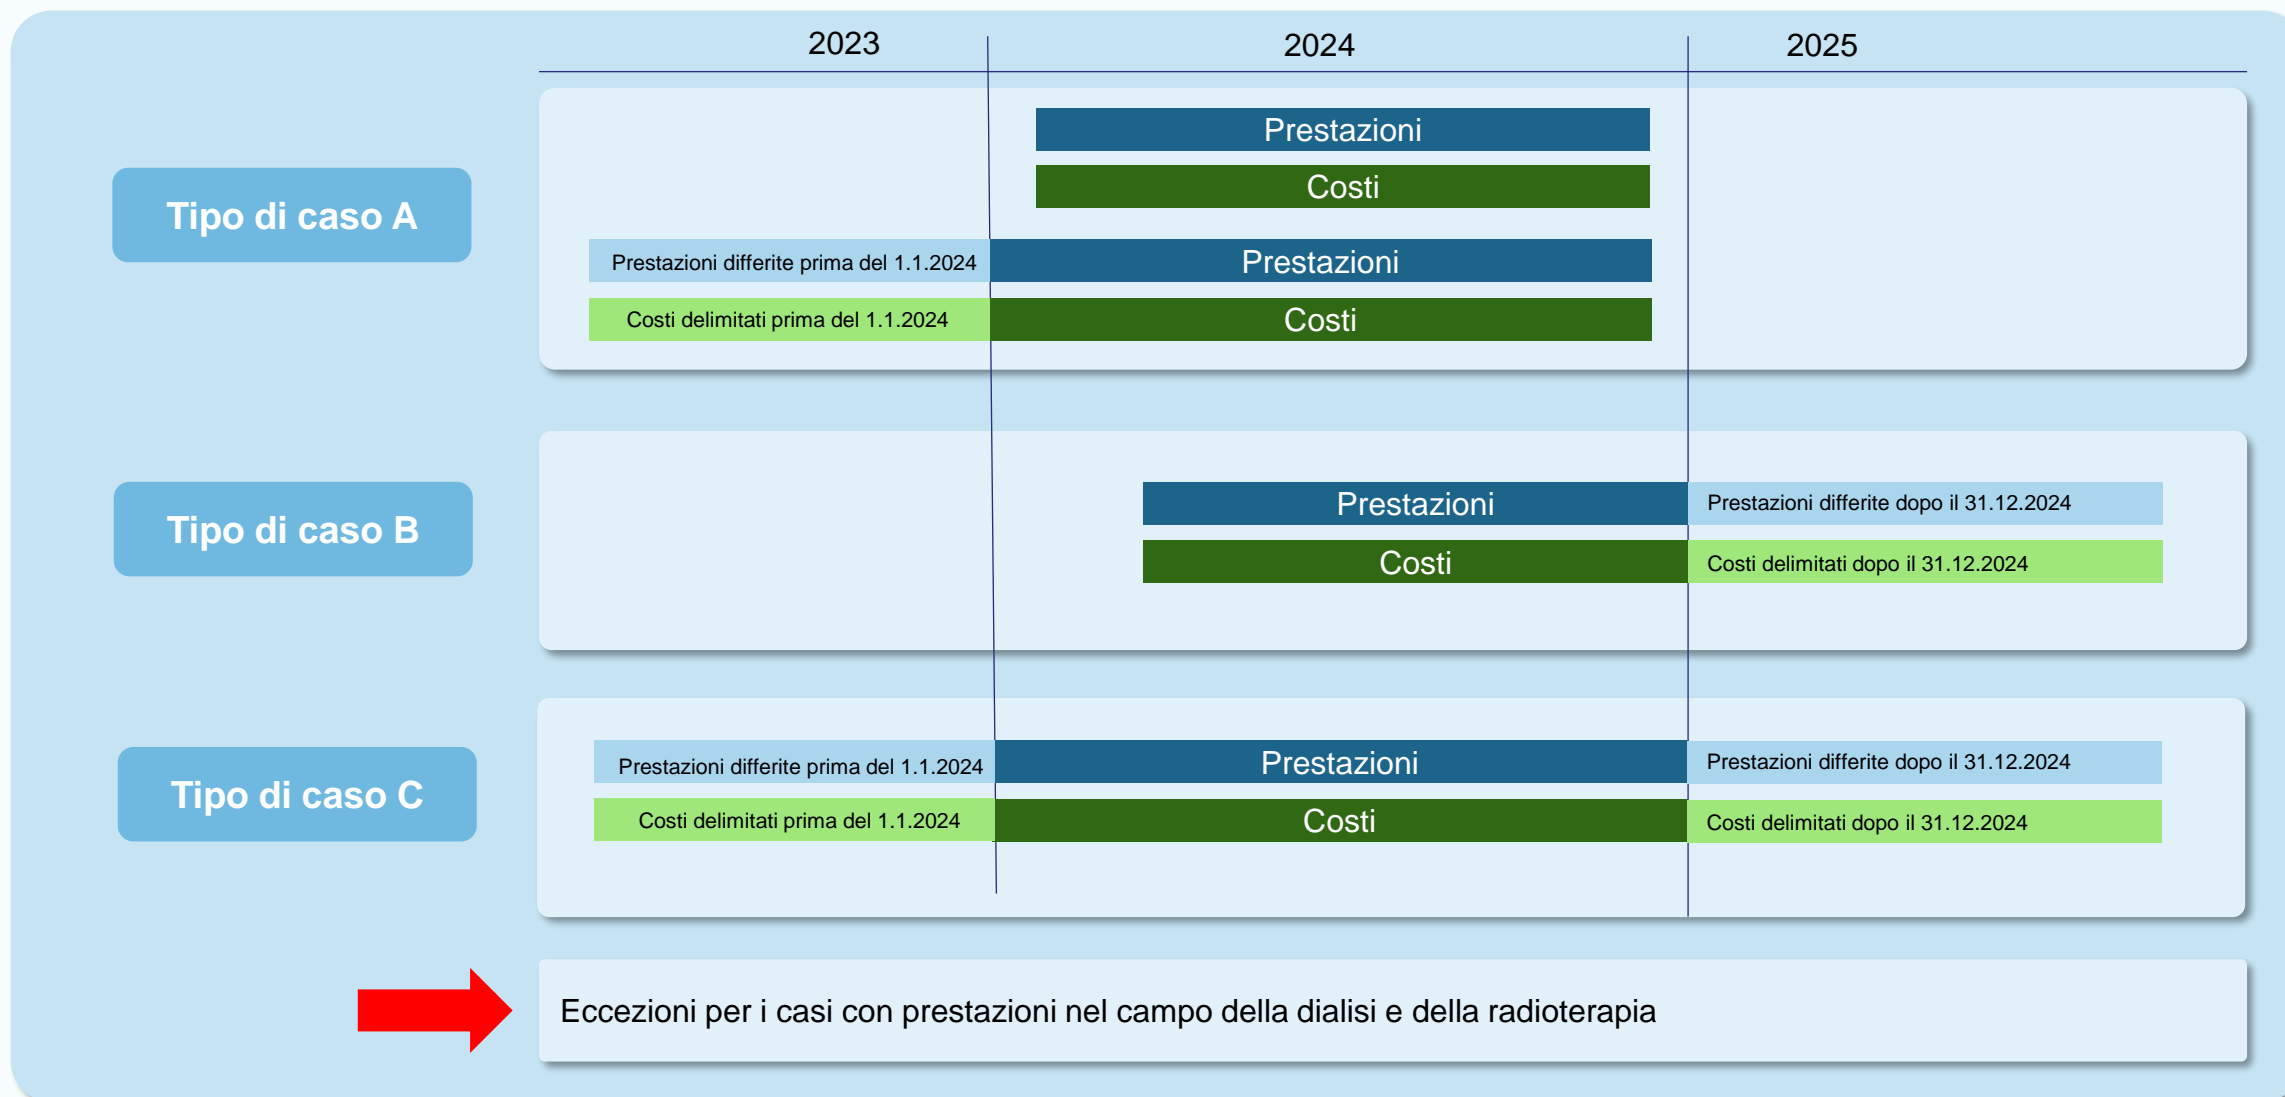 2023
2024
2025
Tipo di caso A
Prestazioni
Costi
Prestazioni differite prima del 1.1.2024
Prestazioni
Costi delimitati prima del 1.1.2024
Costi
Tipo di caso B
Prestazioni
Prestazioni differite dopo il 31.12.2024
Costi
Costi delimitati dopo il 31.12.2024
Tipo di caso C
Prestazioni differite prima del 1.1.2024
Prestazioni
Prestazioni differite dopo il 31.12.2024
Costi delimitati prima del 1.1.2024
Costi
Costi delimitati dopo il 31.12.2024
Eccezioni per i casi con prestazioni nel campo della dialisi e della radioterapia